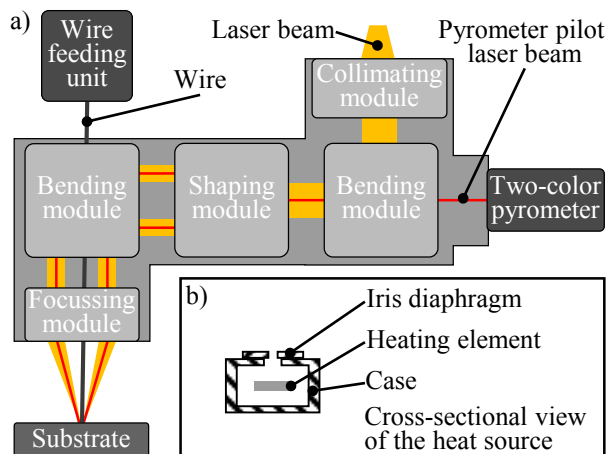 a)
Wire
feeding
unit
Wire
Laser beam
Pyrometer pilot
laser beam
Collimating
module
Bending
module
Shaping
module
Bending
module
Two-color
pyrometer
Focussing
module
Substrate
b)
Iris diaphragm
Heating element
Case
Cross-sectional view
of the heat source